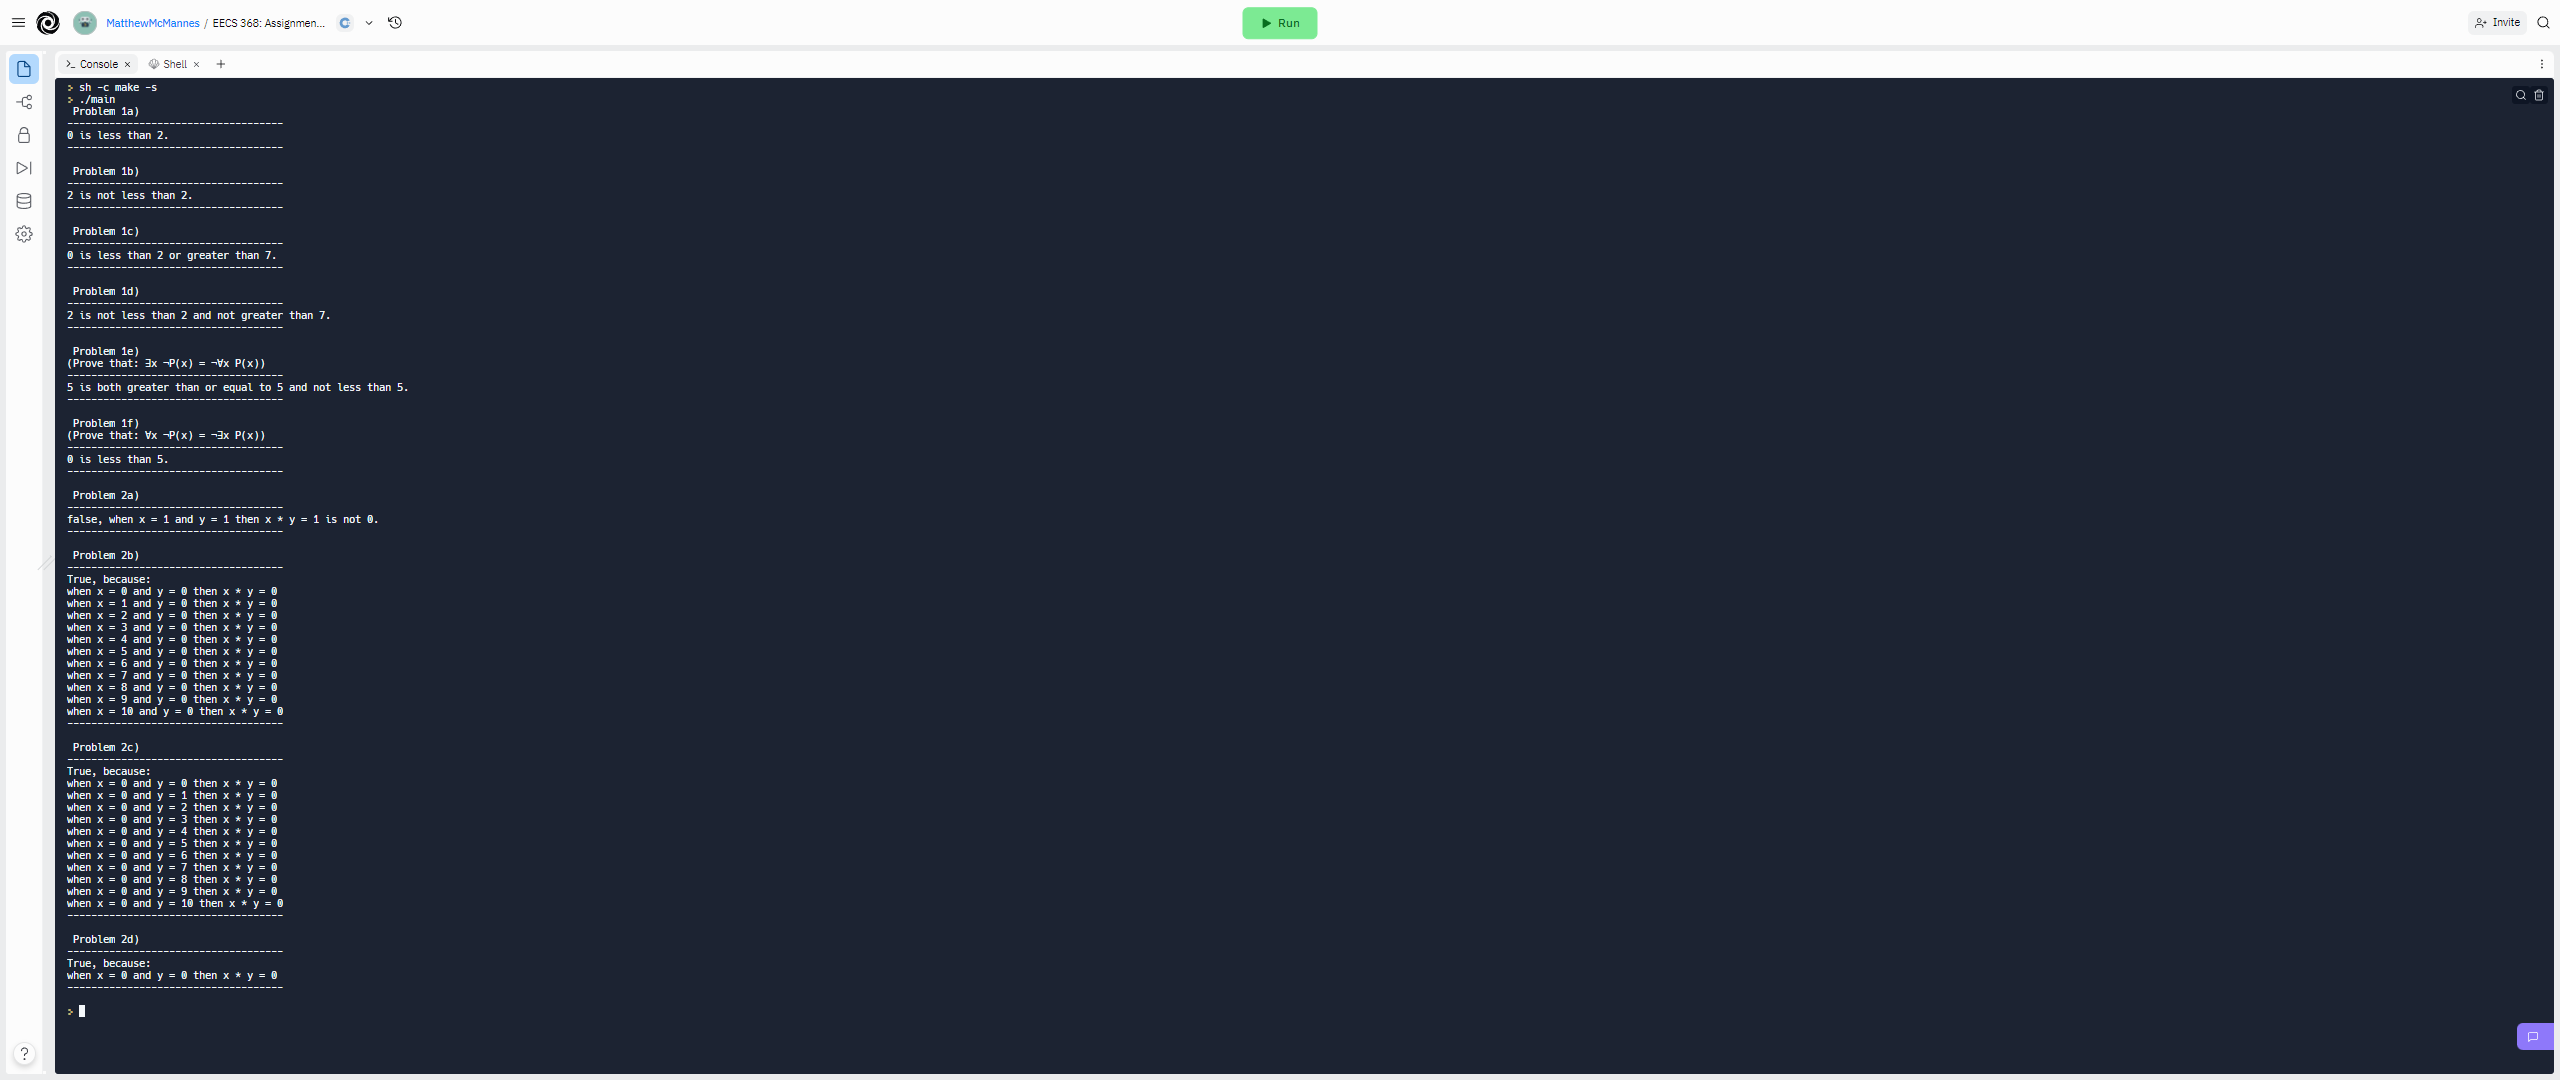 MatthewMcMannes / EECS 368: Assignmen...
Run
Invite
Console
Shell
sh -c make -s
./main
Problem 1a)
------------------------------------
0 is less than 2.
------------------------------------
Problem 1b)
------------------------------------
2 is not less than 2.
------------------------------------
Problem 1c)
------------------------------------
0 is less than 2 or greater than 7.
------------------------------------
Problem 1d)
------------------------------------
2 is not less than 2 and not greater than 7.
------------------------------------
Problem 1e)
(Prove that: ∃x ¬P(x) = ¬∀x P(x))
------------------------------------
5 is both greater than or equal to 5 and not less than 5.
------------------------------------
Problem 1f)
(Prove that: ∀x ¬P(x) = ¬∃x P(x))
------------------------------------
0 is less than 5.
------------------------------------
Problem 2a)
------------------------------------
false, when x = 1 and y = 1 then x * y = 1 is not 0.
------------------------------------
Problem 2b)
------------------------------------
True, because:
when x = 0 and y = 0 then x * y = 0
when x = 1 and y = 0 then x * y = 0
when x = 2 and y = 0 then x * y = 0
when x = 3 and y = 0 then x * y = 0
when x = 4 and y = 0 then x * y = 0
when x = 5 and y = 0 then x * y = 0
when x = 6 and y = 0 then x * y = 0
when x = 7 and y = 0 then x * y = 0
when x = 8 and y = 0 then x * y = 0
when x = 9 and y = 0 then x * y = 0
when x = 10 and y = 0 then x * y = 0
------------------------------------
Problem 2c)
------------------------------------
True, because:
when x = 0 and y = 0 then x * y = 0
when x = 0 and y = 1 then x * y = 0
when x = 0 and y = 2 then x * y = 0
when x = 0 and y = 3 then x * y = 0
when x = 0 and y = 4 then x * y = 0
when x = 0 and y = 5 then x * y = 0
when x = 0 and y = 6 then x * y = 0
when x = 0 and y = 7 then x * y = 0
when x = 0 and y = 8 then x * y = 0
when x = 0 and y = 9 then x * y = 0
when x = 0 and y = 10 then x * y = 0
------------------------------------
Problem 2d)
------------------------------------
True, because:
when x = 0 and y = 0 then x * y = 0
------------------------------------
?